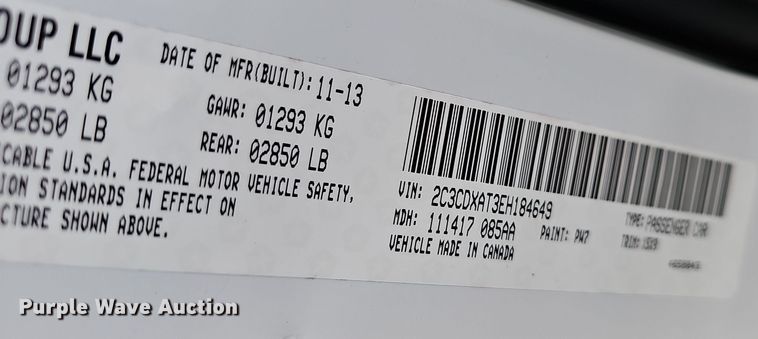 OUP LLC
DATE OF MFR(BUILT): 11-13
01293 KG
GAWR: 01293 KG
02850 LB
REAR: 02850 LB
CABLE U.S.A. FEDERAL MOTOR VEHICLE SAFETY,
ION STANDARDS IN EFFECT ON
CTURE SHOWN ABOVE.
VIN: 2C3CDXAT3EH184649
TYPE: PASSENGER CAR
MDH: 111417 085AA
PAINT: PW7
TRIM:
VEHICLE MADE IN CANADA
Purple Wave Auction